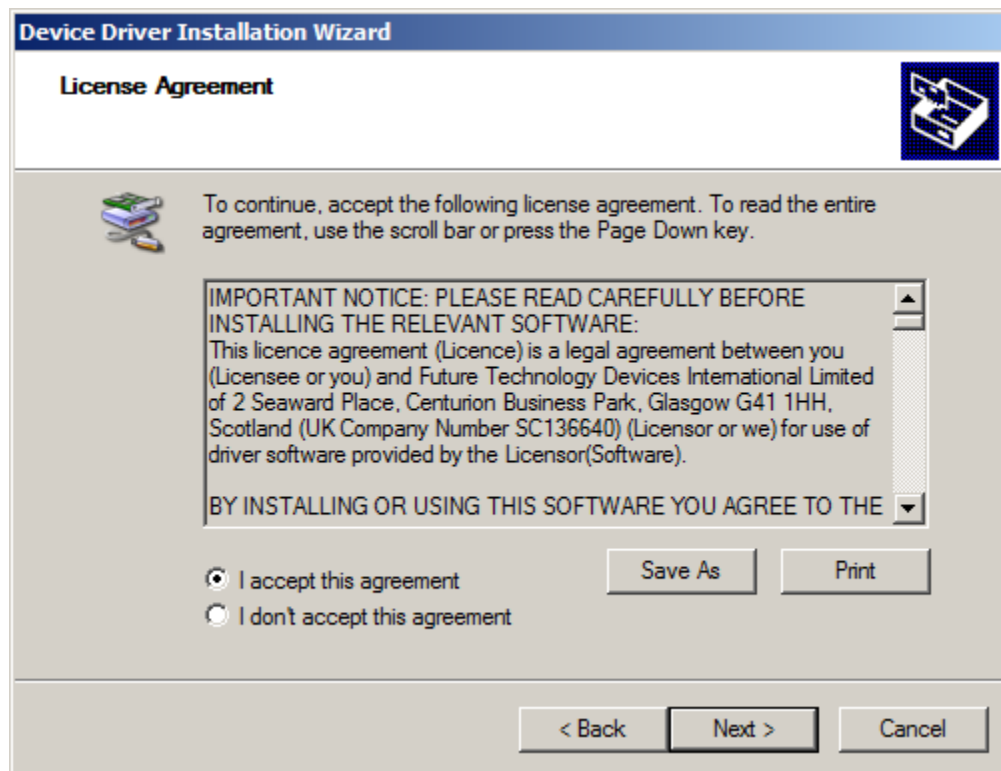 Device Driver Installation Wizard
License Agreement
To continue, accept the following license agreement. To read the entire
agreement, use the scroll bar or press the Page Down key.
IMPORTANT NOTICE: PLEASE READ CAREFULLY BEFORE
INSTALLING THE RELEVANT SOFTWARE:
This licence agreement (Licence) is a legal agreement between you
(Licensee or you) and Future Technology Devices International Limited
of 2 Seaward Place, Centurion Business Park, Glasgow G41 1HH,
Scotland (UK Company Number SC136640) (Licensor or we) for use of
driver software provided by the Licensor(Software).
BY INSTALLING OR USING THIS SOFTWARE YOU AGREE TO THE
I accept this agreement
Save As
Print
I don't accept this agreement
< Back
Next >
Cancel